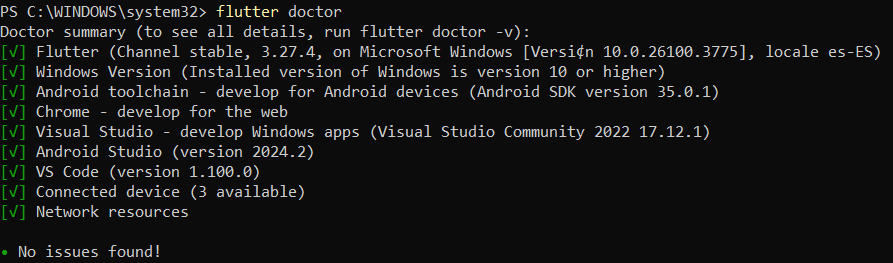 PS C:\WINDOWS\system32> flutter doctor
Doctor summary (to see all details, run flutter doctor -v):
[√] Flutter (Channel stable, 3.27.4, on Microsoft Windows [Versi¢n 10.0.26100.3775], locale es-ES)
[√] Windows Version (Installed version of Windows is version 10 or higher)
[√] Android toolchain - develop for Android devices (Android SDK version 35.0.1)
[√] Chrome - develop for the web
[√] Visual Studio - develop Windows apps (Visual Studio Community 2022 17.12.1)
[√] Android Studio (version 2024.2)
[√] VS Code (version 1.100.0)
[√] Connected device (3 available)
[√] Network resources
• No issues found!